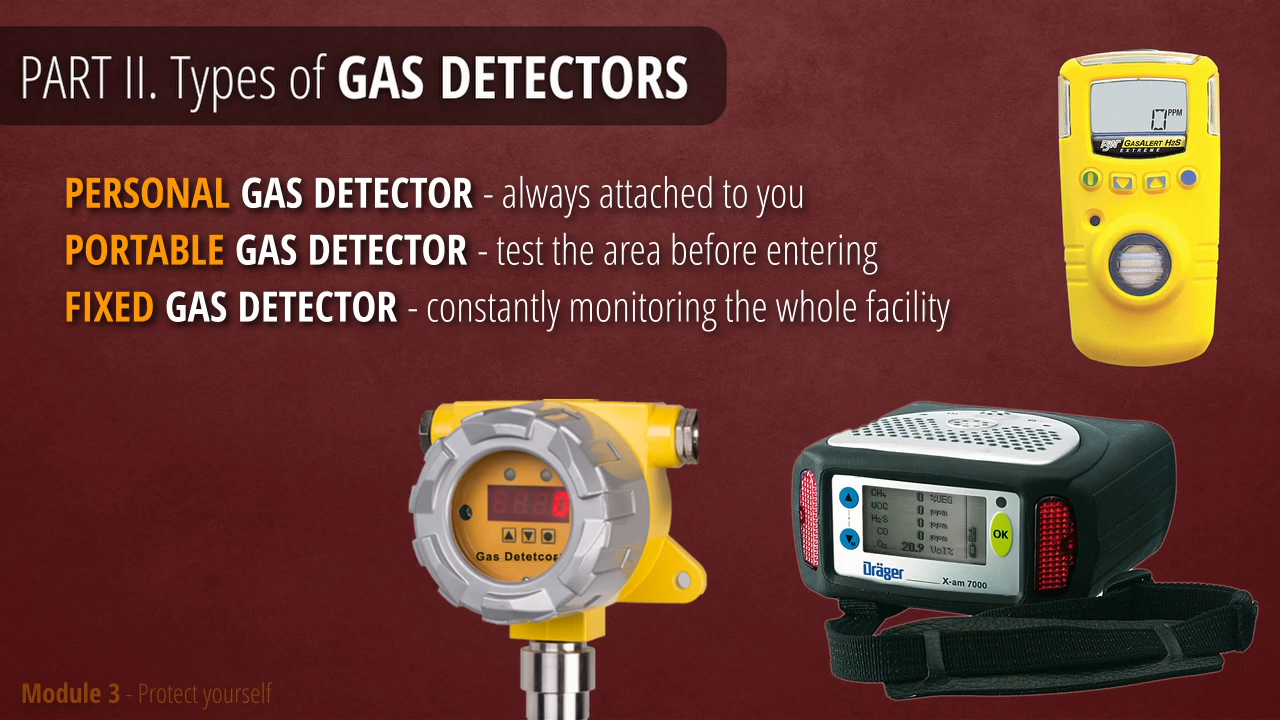 PART II. Types of GAS DETECTORS
PERSONAL GAS DETECTOR - always attached to you
PORTABLE GAS DETECTOR - test the area before entering
FIXED GAS DETECTOR - constantly monitoring the whole facility
0 PPM
BW GASALERT H2S
EXTREME
0
Gas Detetcor
CH4 0 %UEG
VOC 0 ppm
H2S 0 ppm
CO 0 ppm
O2 20.9 Vol%
OK
Dräger X-am 7000
Module 3 - Protect yourself